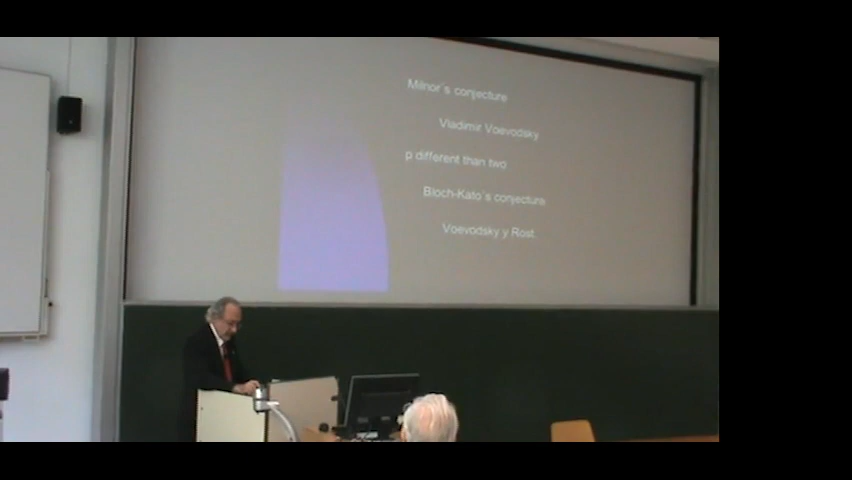 Milnor´s conjecture
Vladimir Voevodsky
p different than two
Bloch-Kato´s conjecture
Voevodsky y Rost.